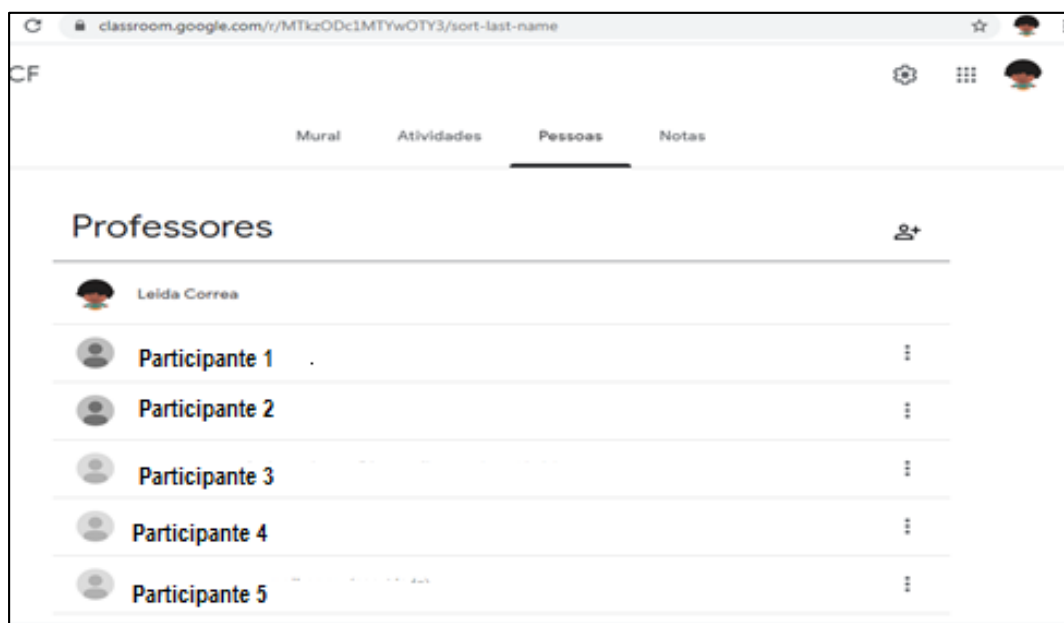 classroom.google.com/r/MTkzODc1MTYwOTY3/sort-last-name
CF
Mural Atividades Pessoas Notas
Professores
Leida Correa
Participante 1 .
Participante 2
Participante 3
Participante 4
Participante 5